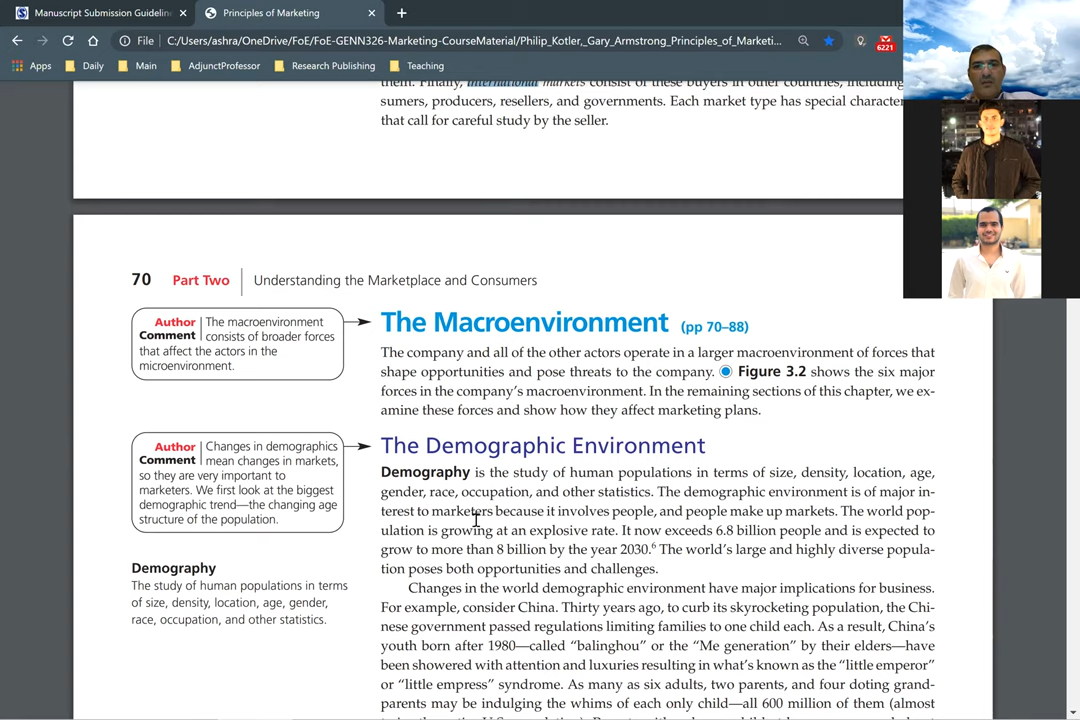 Manuscript Submission Guideline
Principles of Marketing
File
C:/Users/ashra/OneDrive/FoE/FoE-GENN326-Marketing-CourseMaterial/Philip_Kotler,_Gary_Armstrong_Principles_of_Marketi...
6221
Apps
Daily
Main
AdjunctProfessor
Research Publishing
Teaching
them. Finally, international markets consist of these buyers in other countries, including
sumers, producers, resellers, and governments. Each market type has special character
that call for careful study by the seller.
70 Part Two Understanding the Marketplace and Consumers
Author Comment
The macroenvironment
consists of broader forces
that affect the actors in the
microenvironment.
The Macroenvironment (pp 70–88)
The company and all of the other actors operate in a larger macroenvironment of forces that
shape opportunities and pose threats to the company. Figure 3.2 shows the six major
forces in the company's macroenvironment. In the remaining sections of this chapter, we ex-
amine these forces and show how they affect marketing plans.
Author Comment
Changes in demographics
mean changes in markets,
so they are very important to
marketers. We first look at the biggest
demographic trend—the changing age
structure of the population.
The Demographic Environment
Demography is the study of human populations in terms of size, density, location, age,
gender, race, occupation, and other statistics. The demographic environment is of major in-
terest to marketers because it involves people, and people make up markets. The world pop-
ulation is growing at an explosive rate. It now exceeds 6.8 billion people and is expected to
grow to more than 8 billion by the year 2030.6 The world's large and highly diverse popula-
tion poses both opportunities and challenges.
Demography
The study of human populations in terms
of size, density, location, age, gender,
race, occupation, and other statistics.
Changes in the world demographic environment have major implications for business.
For example, consider China. Thirty years ago, to curb its skyrocketing population, the Chi-
nese government passed regulations limiting families to one child each. As a result, China's
youth born after 1980—called "balinghou" or the "Me generation" by their elders—have
been showered with attention and luxuries resulting in what's known as the "little emperor"
or "little empress" syndrome. As many as six adults, two parents, and four doting grand-
parents may be indulging the whims of each only child—all 600 million of them (almost